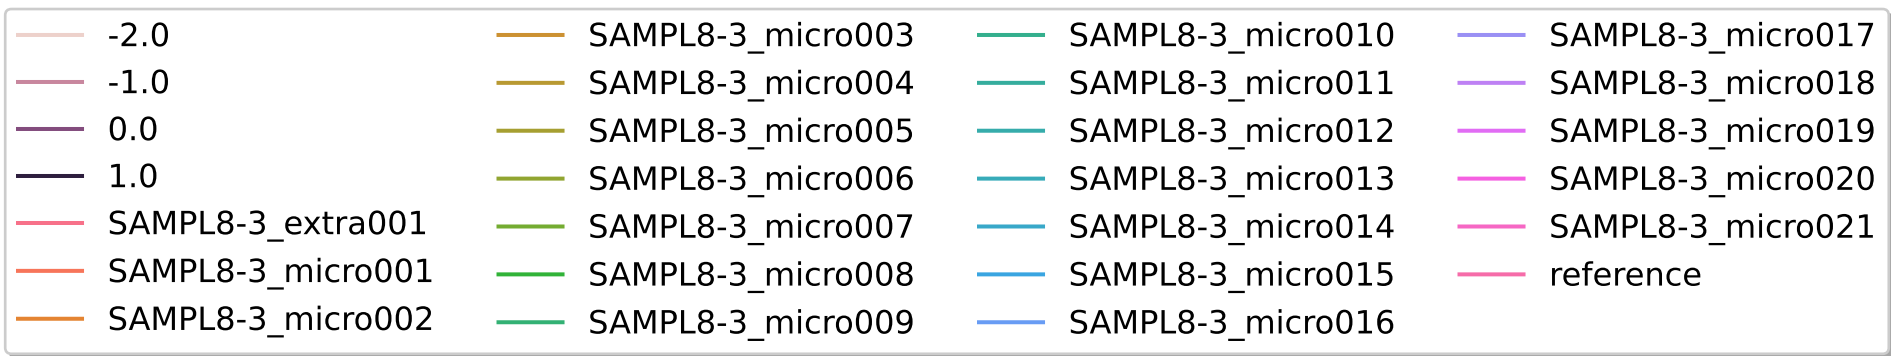 -2.0
-1.0
0.0
1.0
SAMPL8-3_extra001
SAMPL8-3_micro001
SAMPL8-3_micro002
SAMPL8-3_micro003
SAMPL8-3_micro004
SAMPL8-3_micro005
SAMPL8-3_micro006
SAMPL8-3_micro007
SAMPL8-3_micro008
SAMPL8-3_micro009
SAMPL8-3_micro010
SAMPL8-3_micro011
SAMPL8-3_micro012
SAMPL8-3_micro013
SAMPL8-3_micro014
SAMPL8-3_micro015
SAMPL8-3_micro016
SAMPL8-3_micro017
SAMPL8-3_micro018
SAMPL8-3_micro019
SAMPL8-3_micro020
SAMPL8-3_micro021
reference